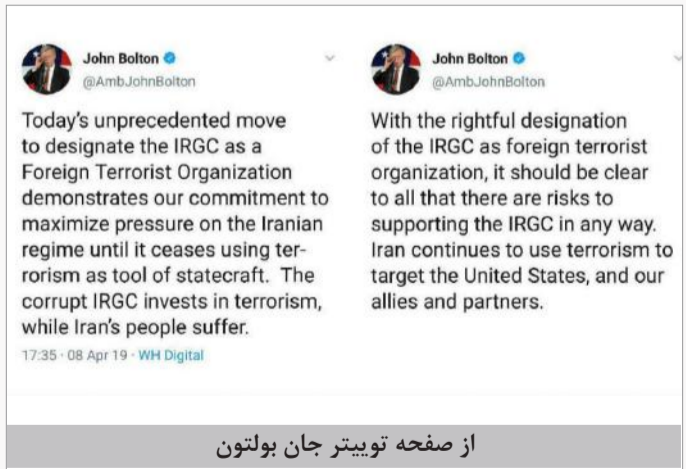 John Bolton
@AmbJohnBolton
Today's unprecedented move
to designate the IRGC as a
Foreign Terrorist Organization
demonstrates our commitment to
maximize pressure on the Iranian
regime until it ceases using ter-
rorism as tool of statecraft. The
corrupt IRGC invests in terrorism,
while Iran's people suffer.
17:35 · 08 Apr 19 · WH Digital
John Bolton
@AmbJohnBolton
With the rightful designation
of the IRGC as foreign terrorist
organization, it should be clear
to all that there are risks to
supporting the IRGC in any way.
Iran continues to use terrorism to
target the United States, and our
allies and partners.
از صفحه توییتر جان بولتون